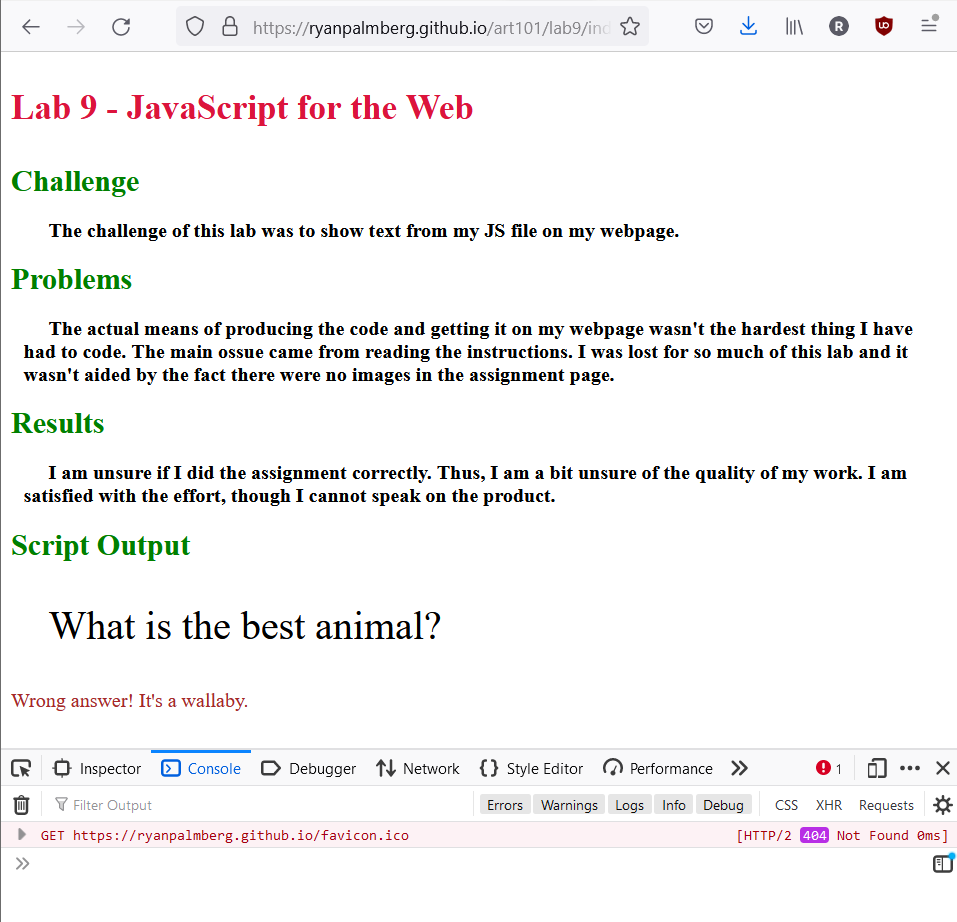 https://ryanpalmberg.github.io/art101/lab9/ind
R
Lab 9 - JavaScript for the Web
Challenge
The challenge of this lab was to show text from my JS file on my webpage.
Problems
The actual means of producing the code and getting it on my webpage wasn't the hardest thing I have
had to code. The main ossue came from reading the instructions. I was lost for so much of this lab and it
wasn't aided by the fact there were no images in the assignment page.
Results
I am unsure if I did the assignment correctly. Thus, I am a bit unsure of the quality of my work. I am
satisfied with the effort, though I cannot speak on the product.
Script Output
What is the best animal?
Wrong answer! It's a wallaby.
Inspector Console Debugger Network {} Style Editor Performance 1
Filter Output Errors Warnings Logs Info Debug CSS XHR Requests
GET https://ryanpalmberg.github.io/favicon.ico [HTTP/2 404 Not Found 0ms]